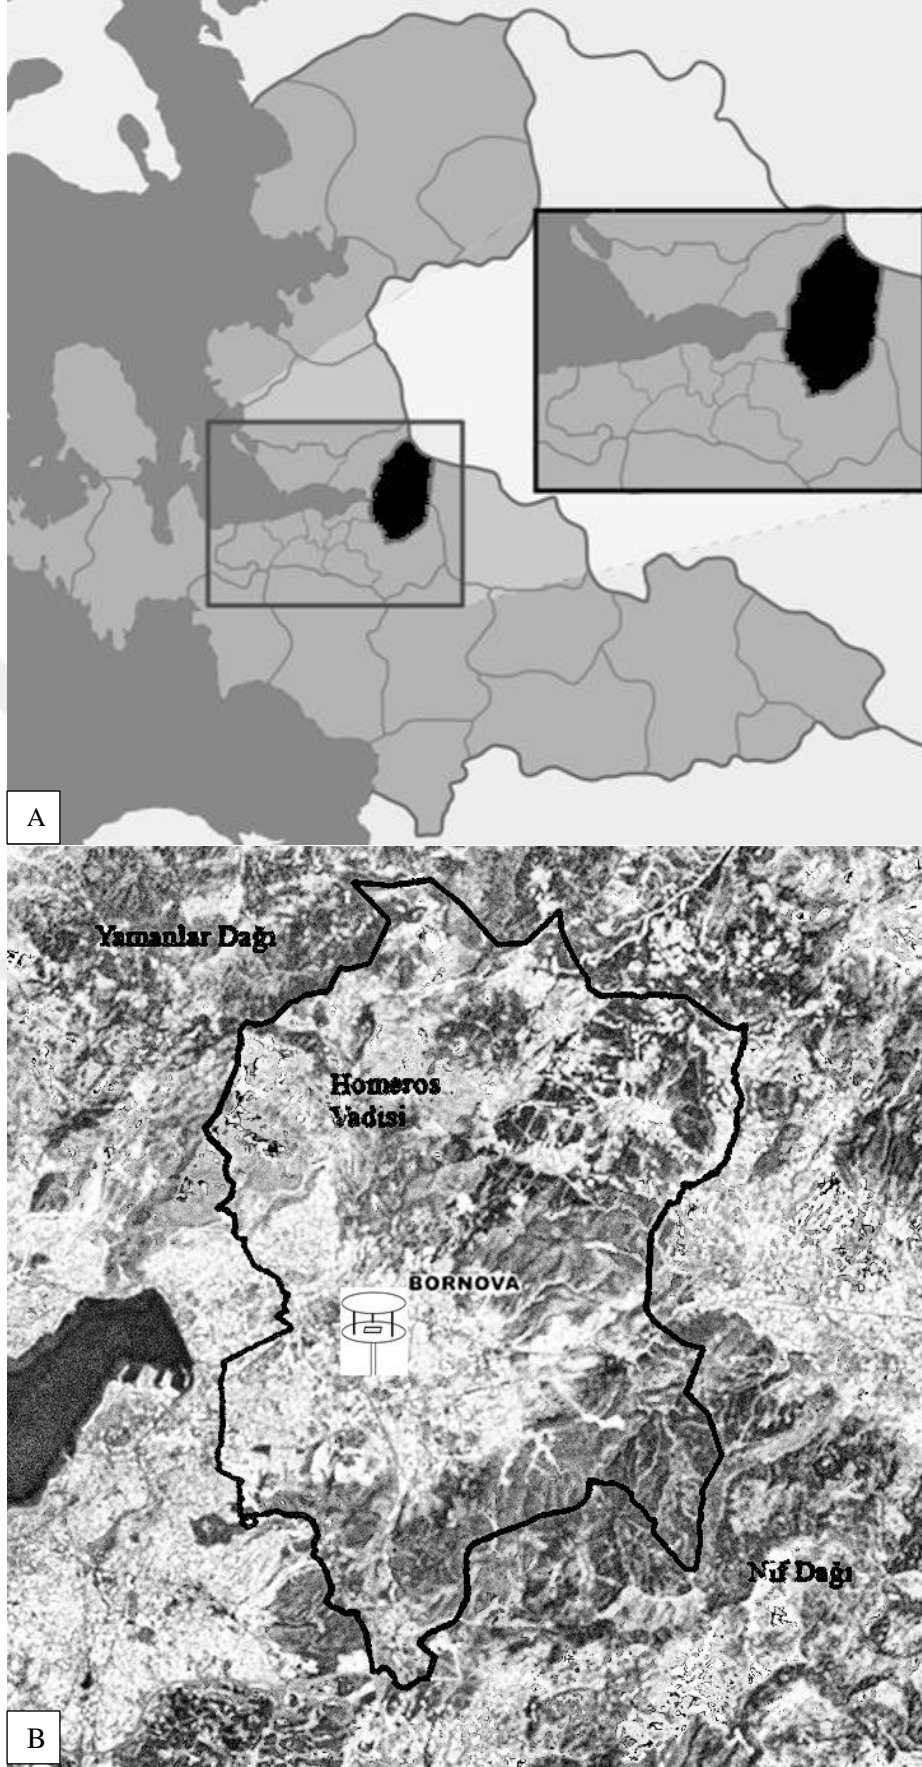 A
Yamanlar Dağı
Homeros
Vadisi
BORNOVA
Nif Dağı
B